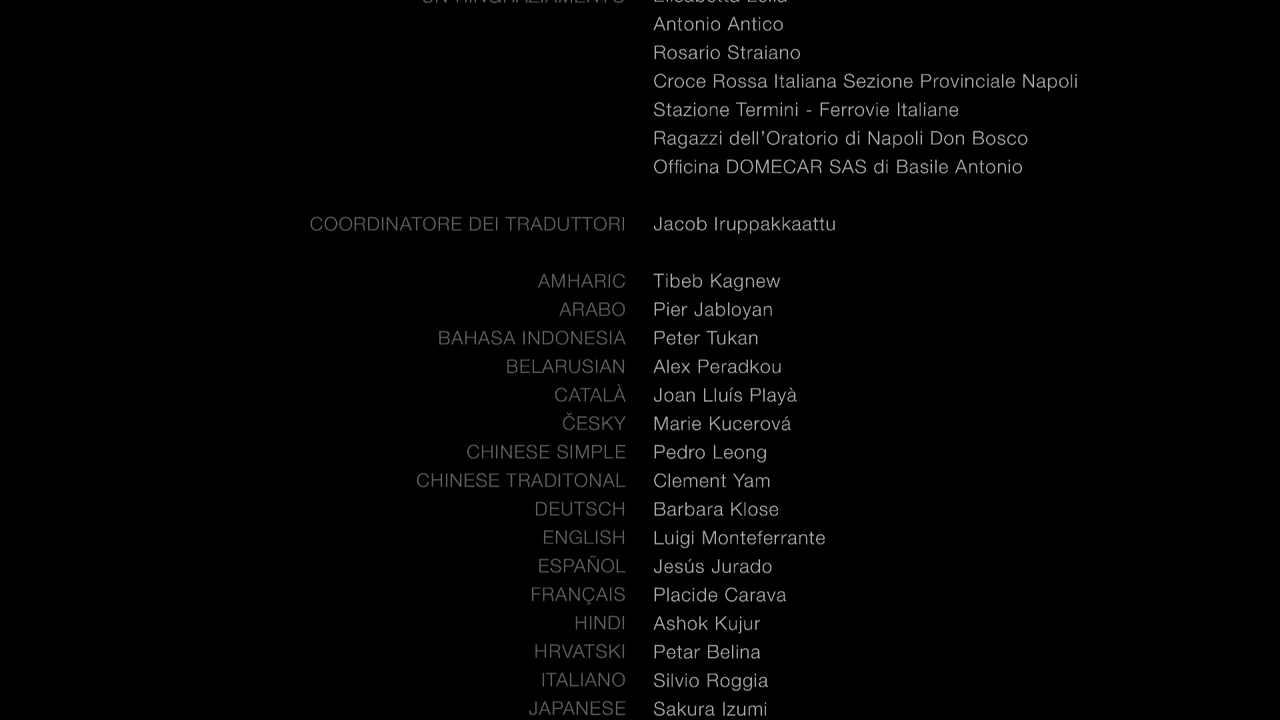 Antonio Antico
Rosario Straiano
Croce Rossa Italiana Sezione Provinciale Napoli
Stazione Termini - Ferrovie Italiane
Ragazzi dell’Oratorio di Napoli Don Bosco
Officina DOMECAR SAS di Basile Antonio
COORDINATORE DEI TRADUTTORI Jacob Iruppakkaattu
AMHARIC Tibeb Kagnew
ARABO Pier Jabloyan
BAHASA INDONESIA Peter Tukan
BELARUSIAN Alex Peradkou
CATALÀ Joan Lluís Playà
ČESKY Marie Kucerová
CHINESE SIMPLE Pedro Leong
CHINESE TRADITONAL Clement Yam
DEUTSCH Barbara Klose
ENGLISH Luigi Monteferrante
ESPAÑOL Jesús Jurado
FRANÇAIS Placide Carava
HINDI Ashok Kujur
HRVATSKI Petar Belina
ITALIANO Silvio Roggia
JAPANESE Sakura Izumi